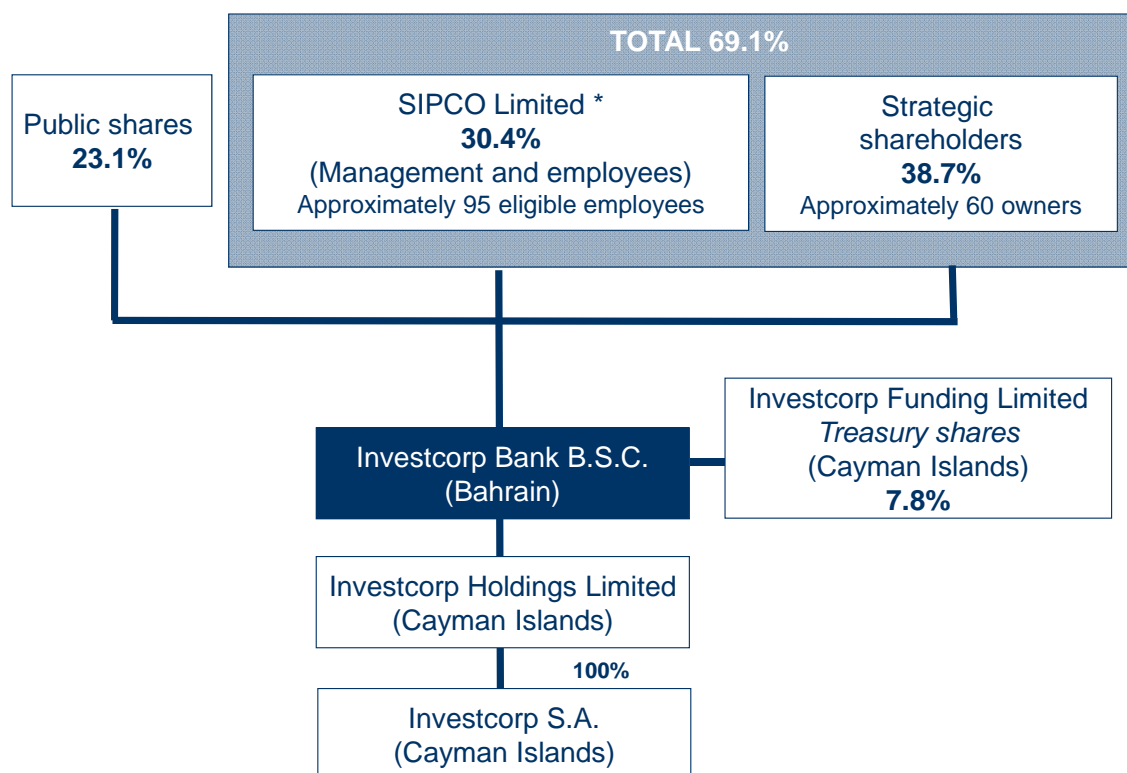 TOTAL 69.1%
Public shares
23.1%
SIPCO Limited *
30.4%
(Management and employees)
Approximately 95 eligible employees
Strategic
shareholders
38.7%
Approximately 60 owners
Investcorp Bank B.S.C.
(Bahrain)
Investcorp Funding Limited
Treasury shares
(Cayman Islands)
7.8%
Investcorp Holdings Limited
(Cayman Islands)
100%
Investcorp S.A.
(Cayman Islands)